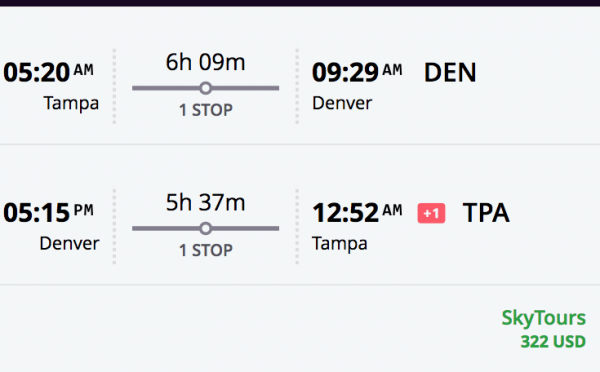 05:20 AM 6h 09m 09:29 AM DEN
Tampa 1 STOP Denver
05:15 PM 5h 37m 12:52 AM +1 TPA
Denver 1 STOP Tampa
SkyTours
322 USD